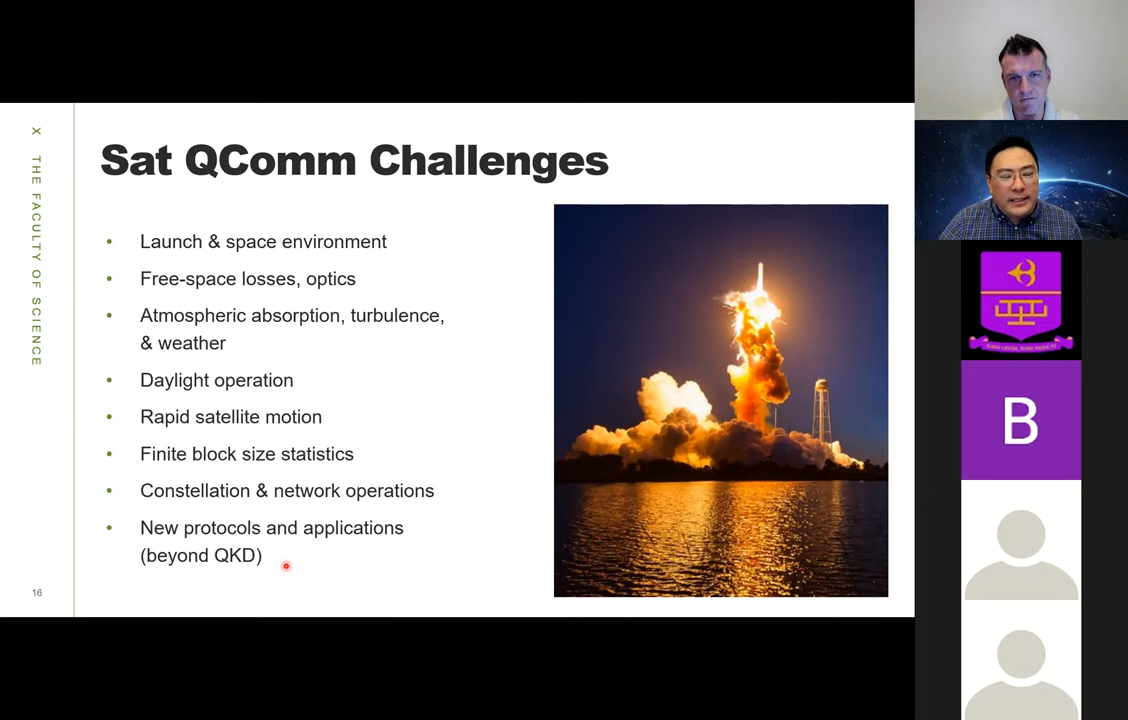 X THE FACULTY OF SCIENCE
Sat QComm Challenges
• Launch & space environment
• Free-space losses, optics
• Atmospheric absorption, turbulence,
& weather
• Daylight operation
• Rapid satellite motion
• Finite block size statistics
• Constellation & network operations
• New protocols and applications
(beyond QKD)
16
B